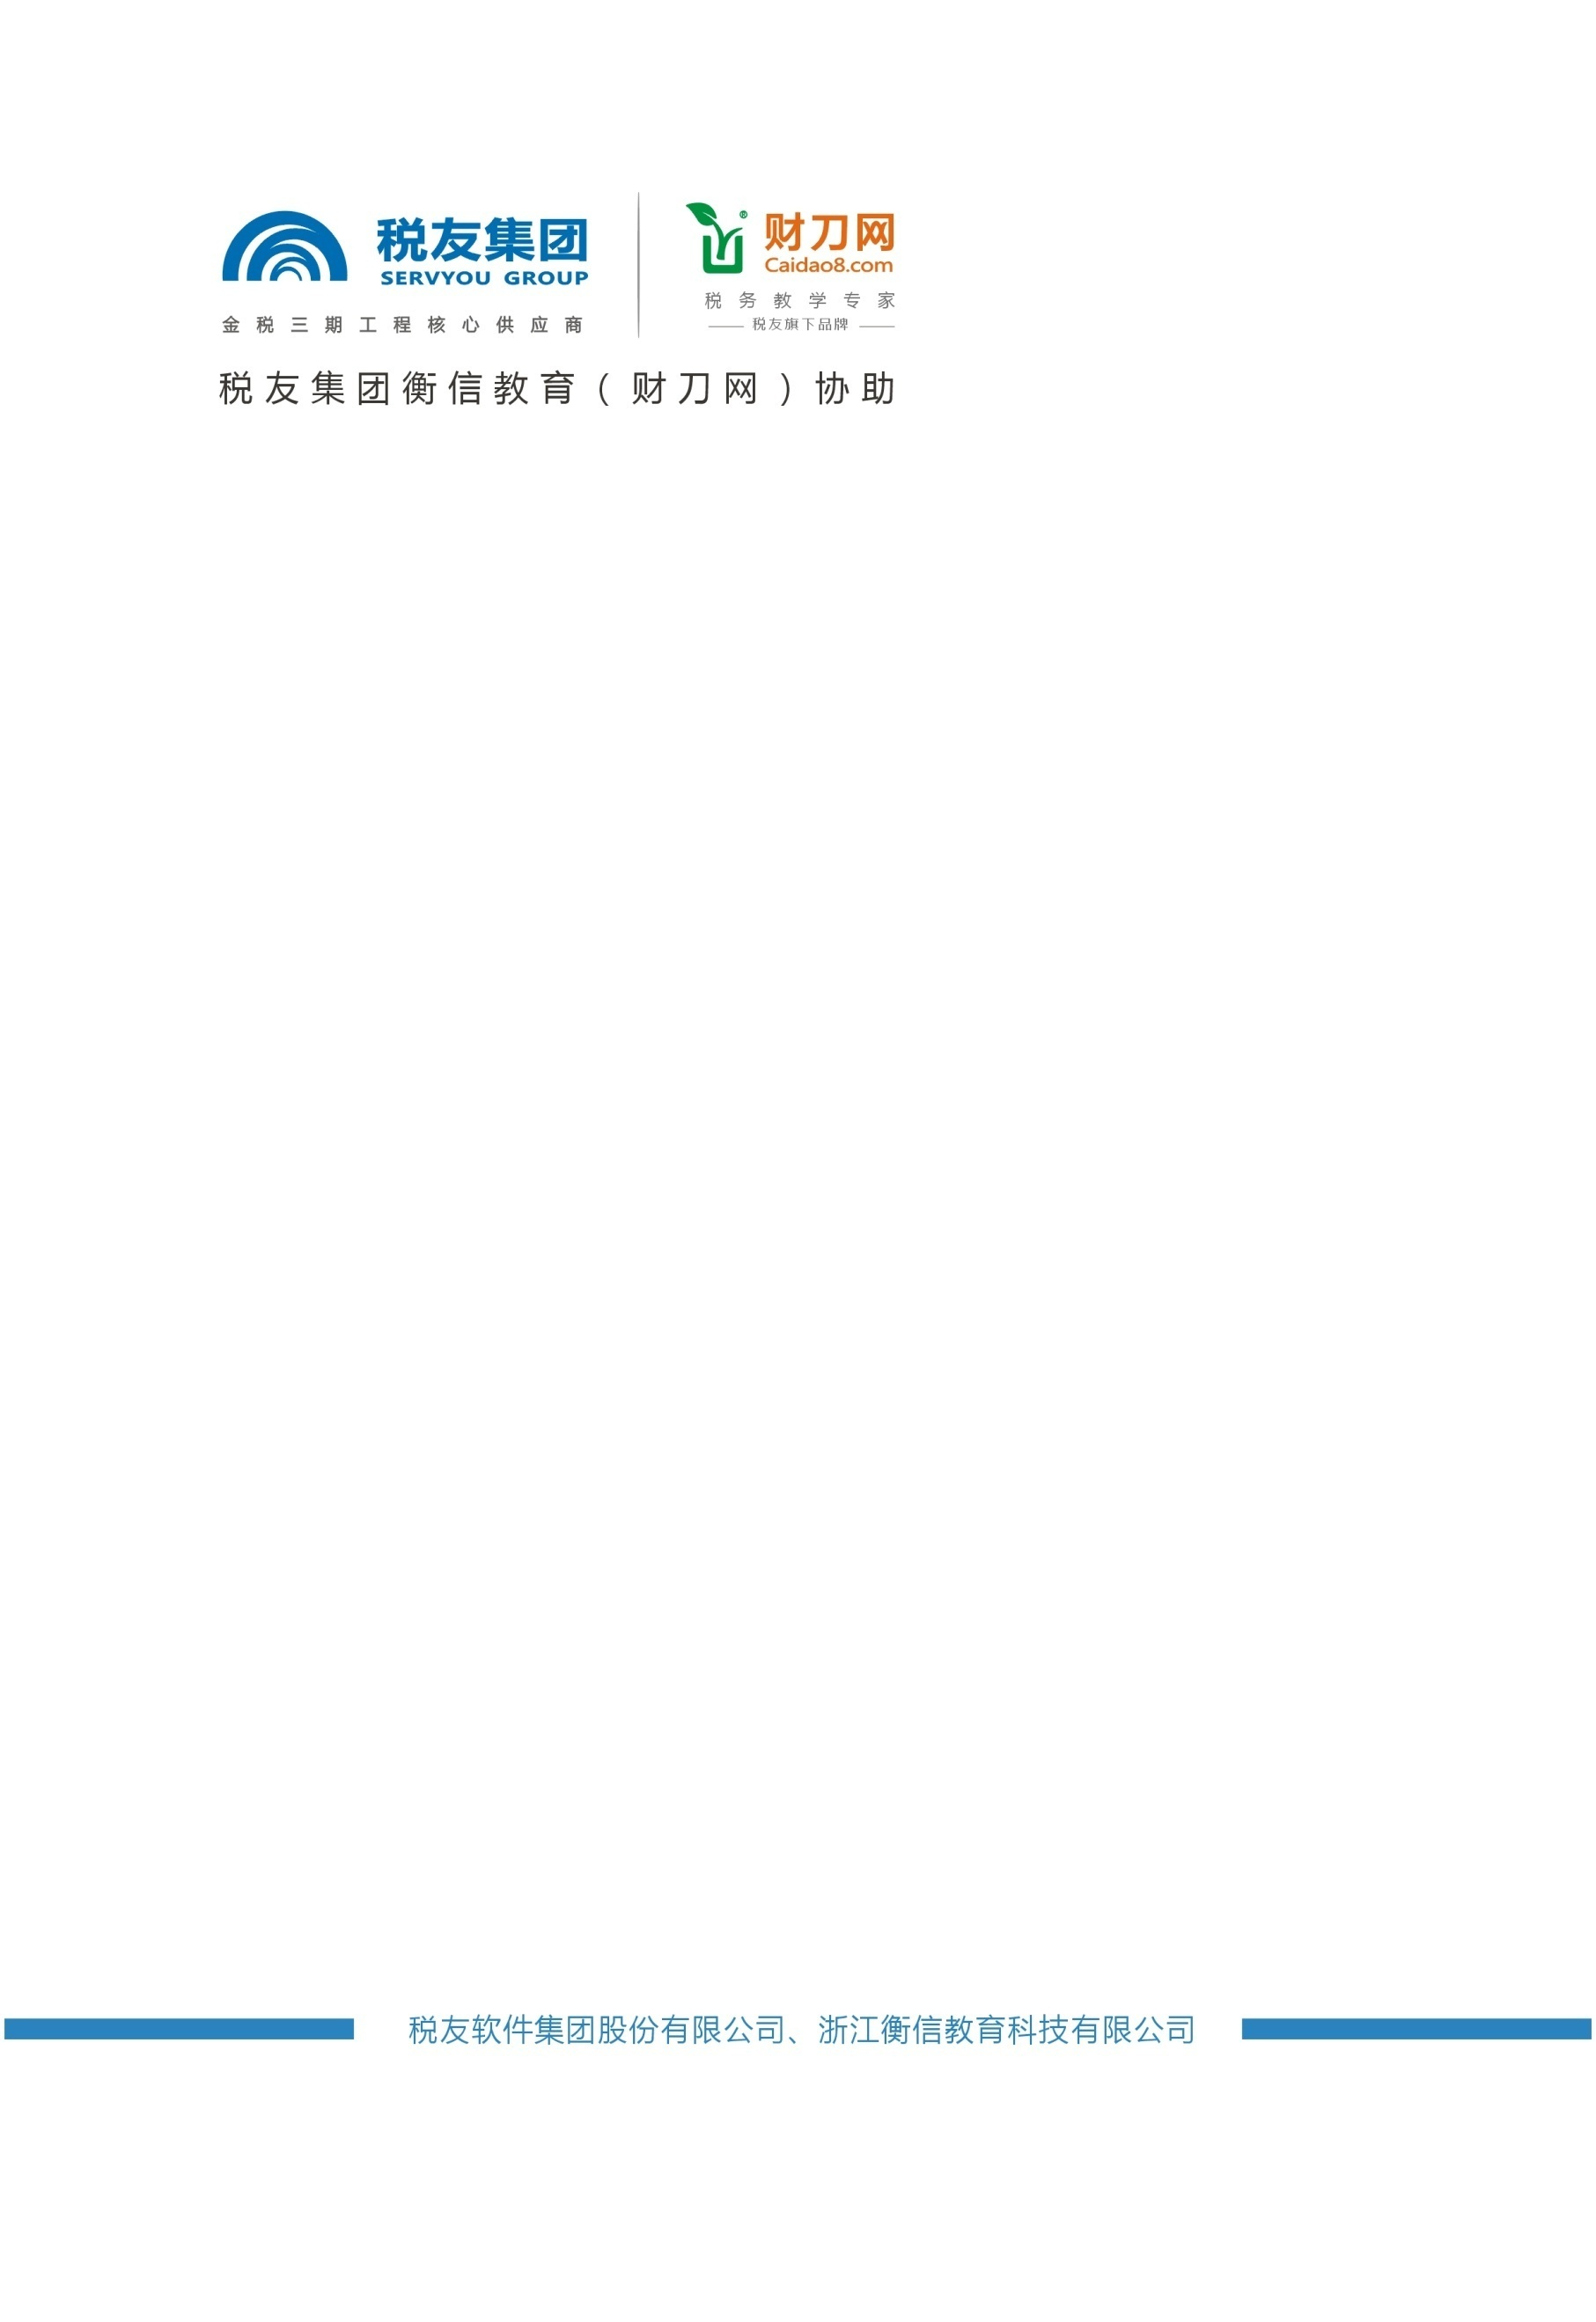 税友集团
SERVYOU GROUP
金税三期工程核心供应商
®
财刀网
Caidao8.com
税务教学专家
税友旗下品牌
税友集团衡信教育(财刀网)协助
税友软件集团股份有限公司、浙江衡信教育科技有限公司